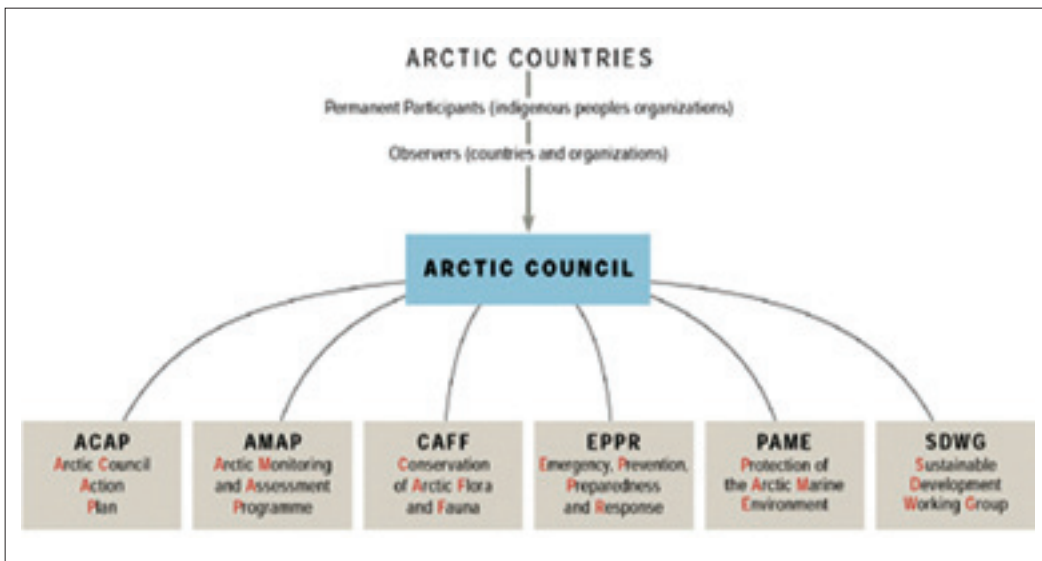 ARCTIC COUNTRIES
Permanent Participants (indigenous peoples organizations)
Observers (countries and organizations)
ARCTIC COUNCIL
ACAP
Arctic Council
Action
Plan
AMAP
Arctic Monitoring
and Assessment
Programme
CAFF
Conservation
of Arctic Flora
and Fauna
EPPR
Emergency, Prevention,
Preparedness
and Response
PAME
Protection of
the Arctic Marine
Environment
SDWG
Sustainable
Development
Working Group